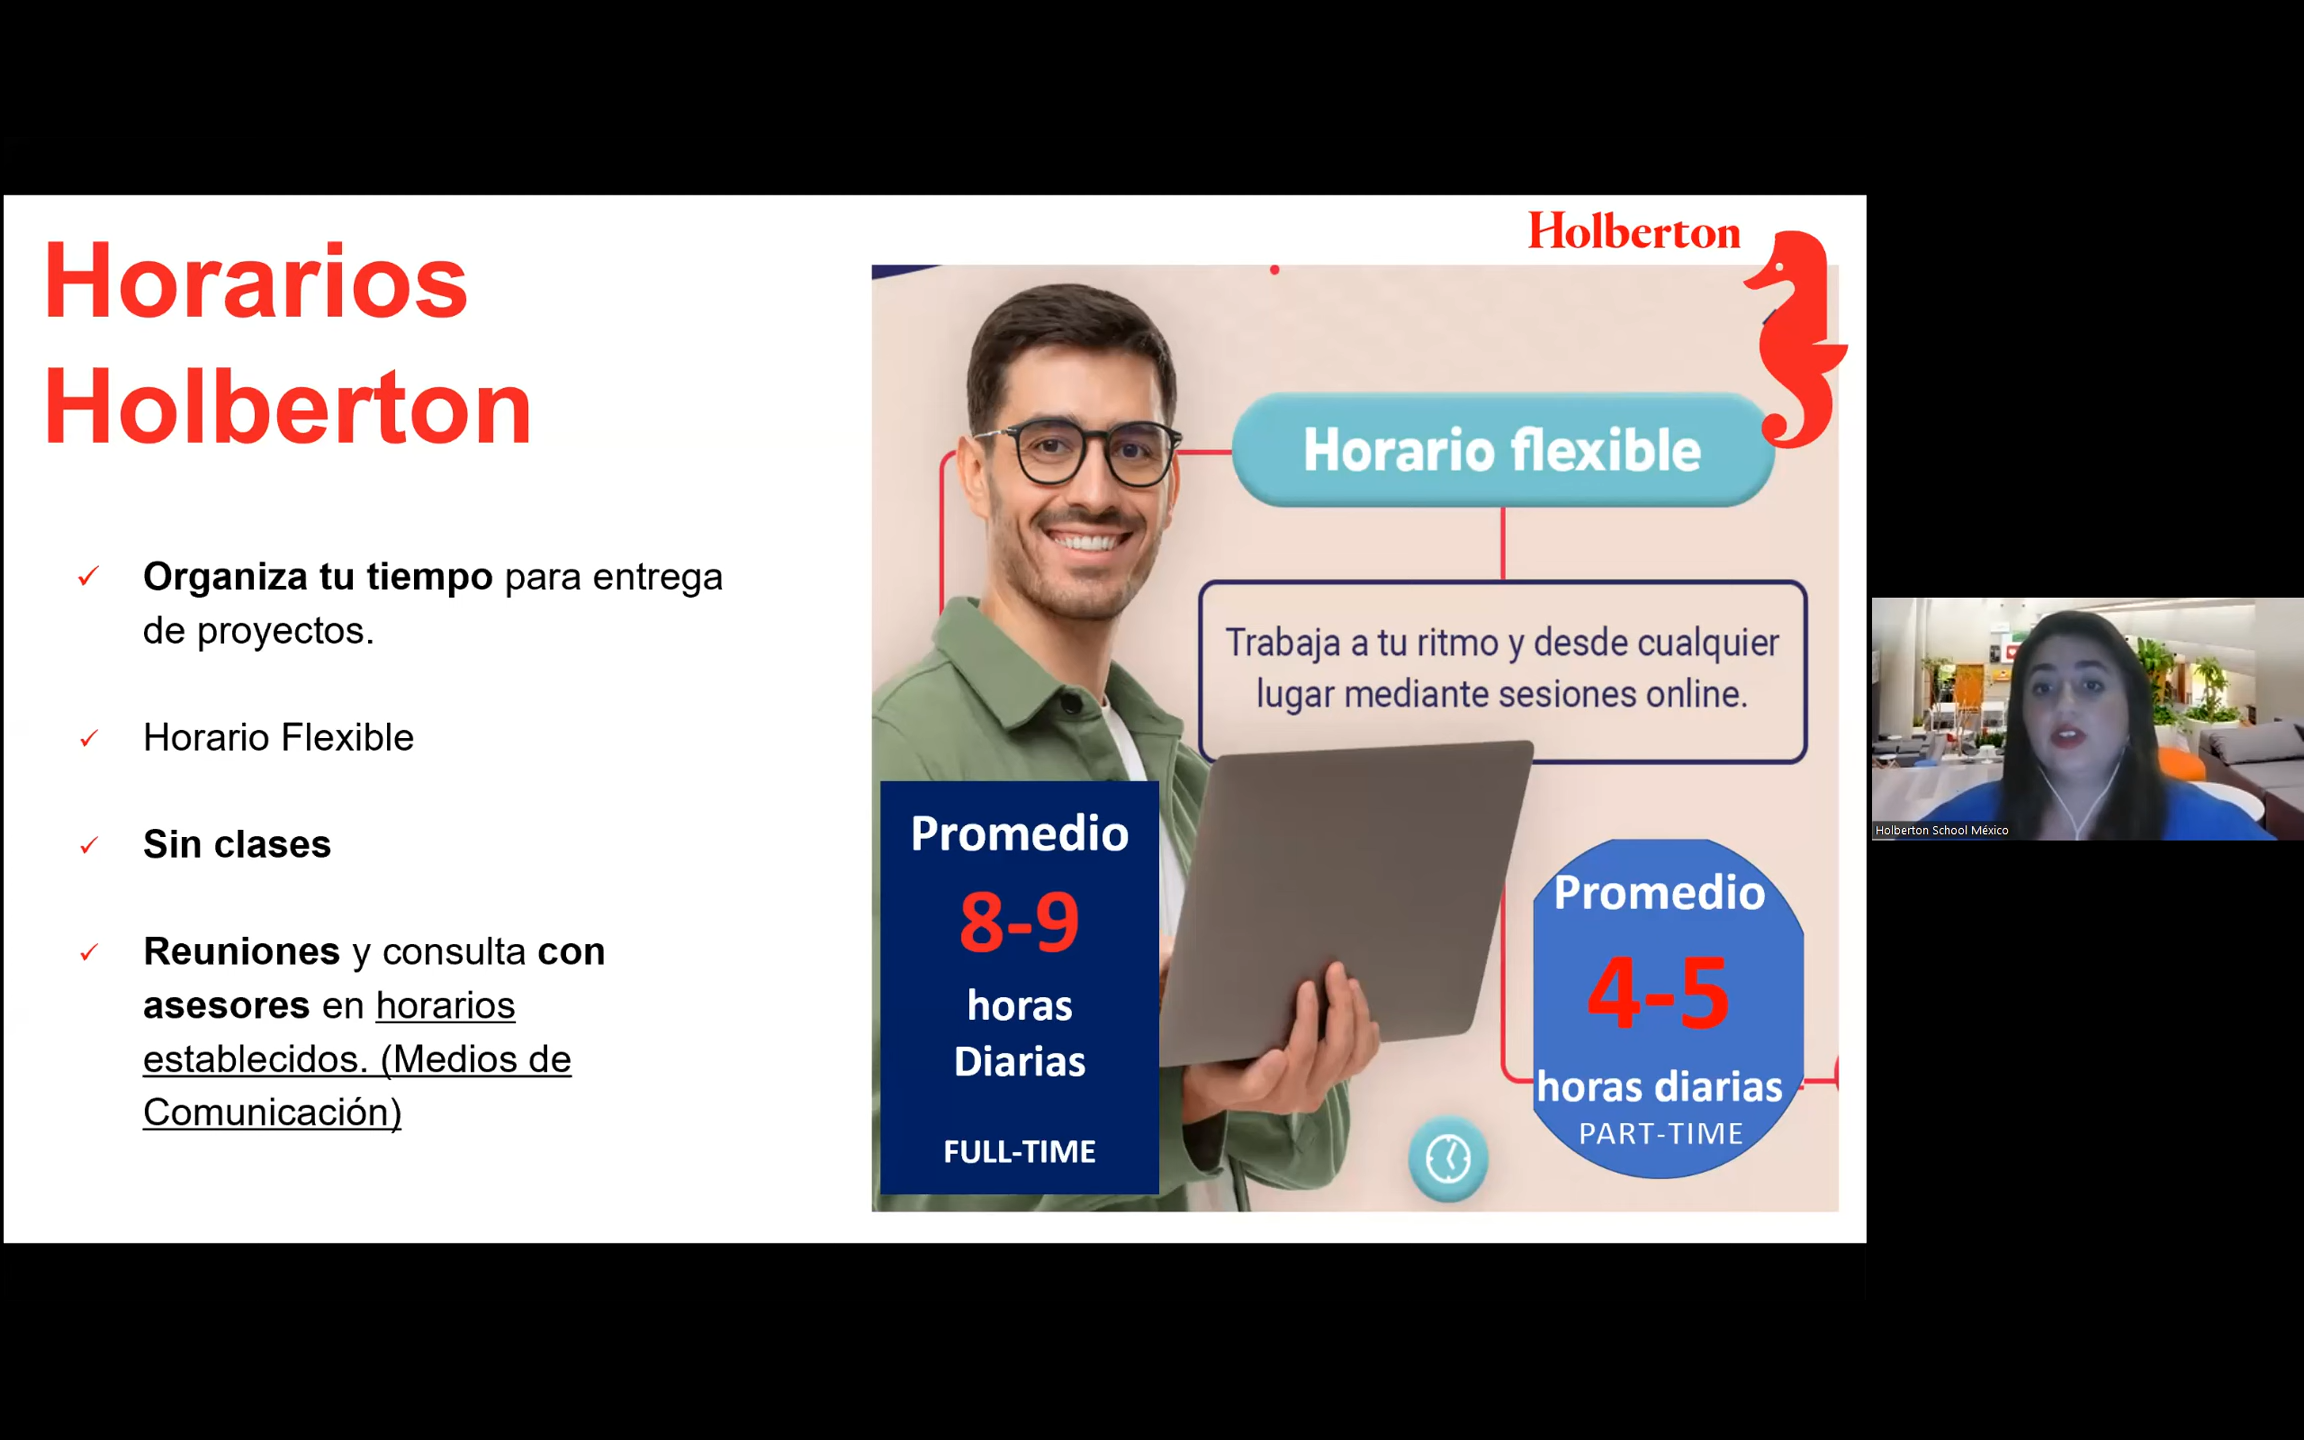 Horarios
Holberton
Organiza tu tiempo para entrega
de proyectos.
Horario Flexible
Sin clases
Reuniones y consulta con
asesores en horarios
establecidos. (Medios de
Comunicación)
Holberton
Horario flexible
Trabaja a tu ritmo y desde cualquier
lugar mediante sesiones online.
Promedio
8-9
horas
Diarias
FULL-TIME
Promedio
4-5
horas diarias
PART-TIME
Holberton School México